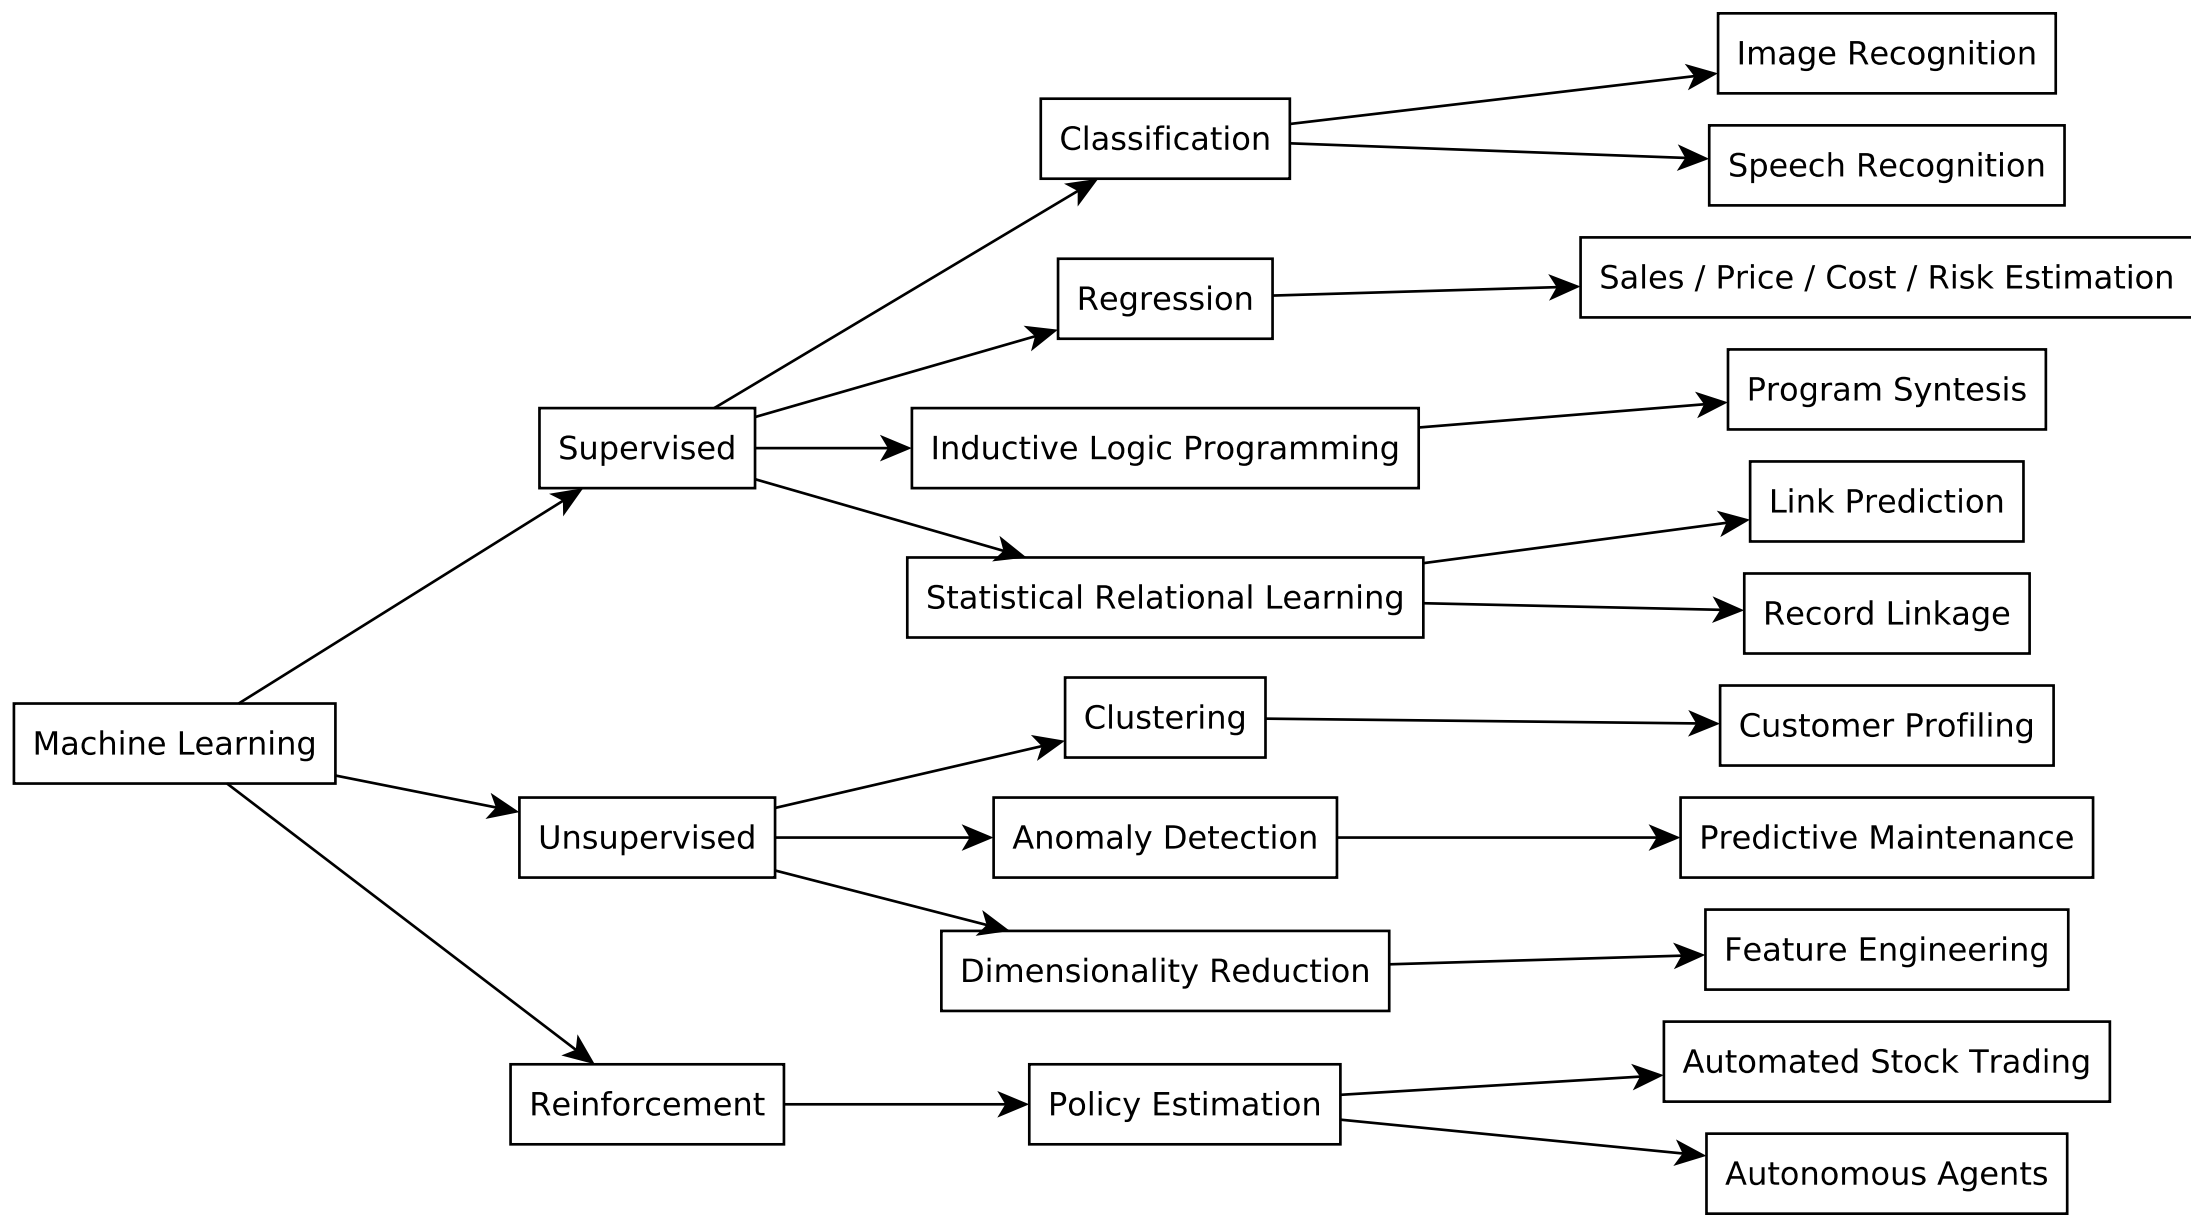 Image Recognition
Classification
Speech Recognition
Sales / Price / Cost / Risk Estimation
Regression
Program Syntesis
Supervised
Inductive Logic Programming
Link Prediction
Statistical Relational Learning
Record Linkage
Machine Learning
Clustering
Customer Profiling
Unsupervised
Anomaly Detection
Predictive Maintenance
Dimensionality Reduction
Feature Engineering
Reinforcement
Policy Estimation
Automated Stock Trading
Autonomous Agents